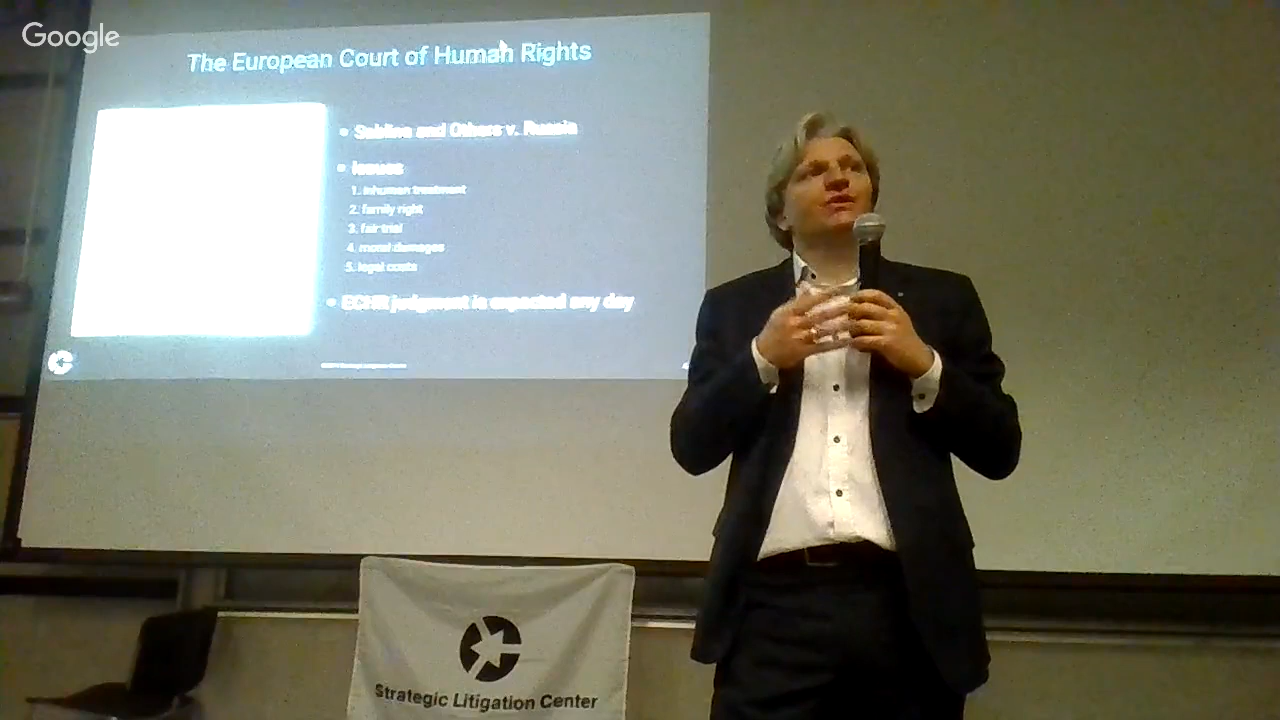 Google
The European Court of Human Rights
• Sablina and Others v. Russia
• Issues
1. inhuman treatment
2. family right
3. fair trial
4. moral damages
5. legal costs
• ECHR judgment is expected any day
Strategic Litigation Center